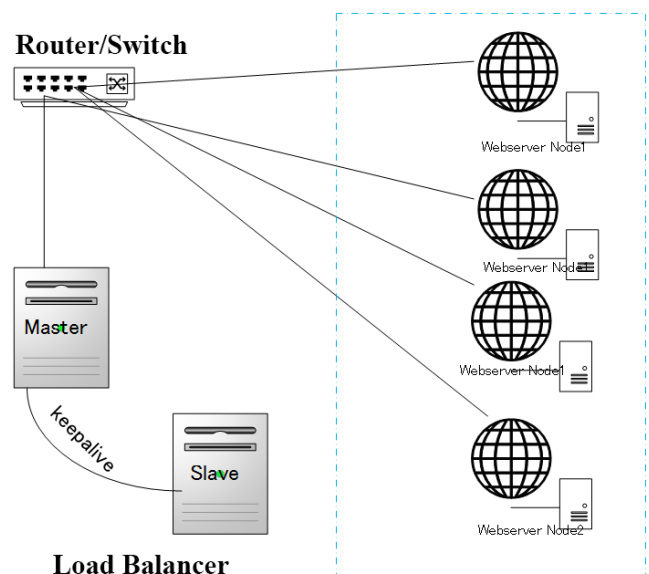 Router/Switch
Webserver Node1
Webserver Node1
Master
Webserver Node1
keepalive
Slave
Webserver Node2
Load Balancer